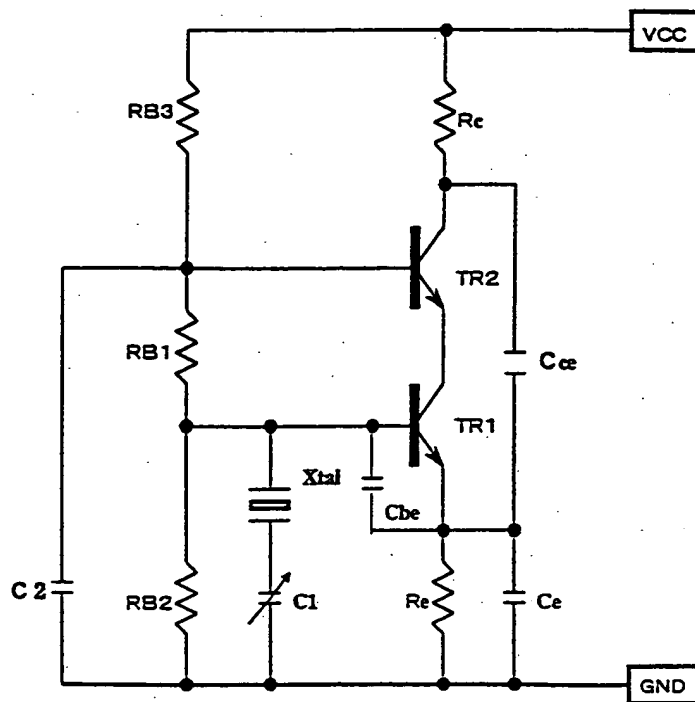 VCC
RB3
Rc
TR2
RB1
Cce
TR1
Xtal
Cbe
C2
RB2
C1
Re
Ce
GND